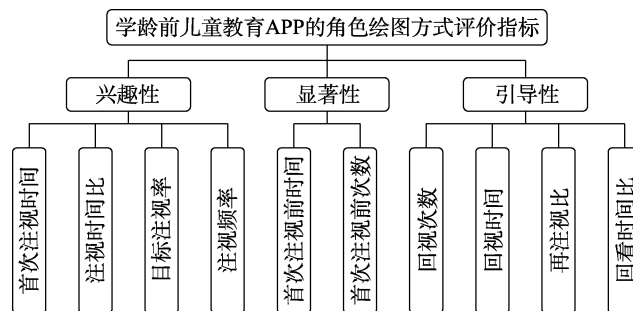 学龄前儿童教育APP的角色绘图方式评价指标
兴趣性
显著性
引导性
首次注视时间
注视时间比
目标注视率
注视频率
首次注视前时间
首次注视前次数
回视次数
回视时间
再注视比
回看时间比